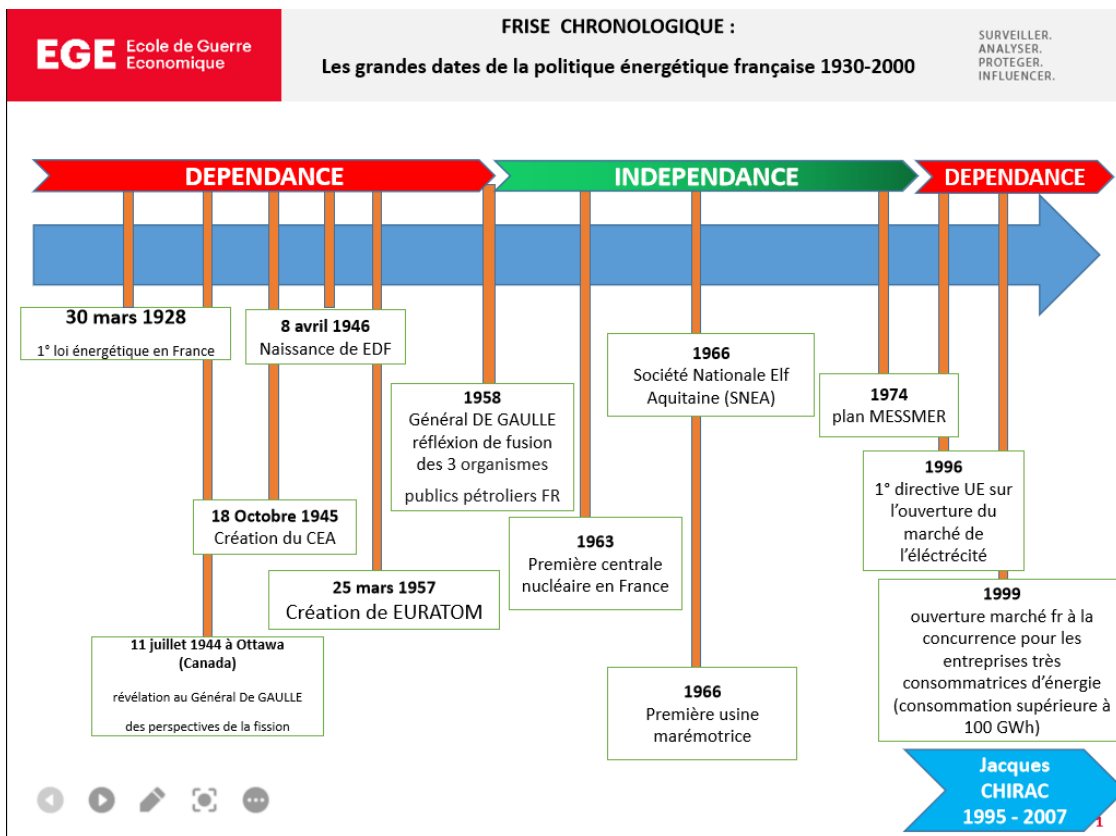 EGE Ecole de Guerre
Economique
FRISE CHRONOLOGIQUE :
Les grandes dates de la politique énergétique française 1930-2000
SURVEILLER.
ANALYSER.
PROTEGER.
INFLUENCER.
DEPENDANCE
INDEPENDANCE
DEPENDANCE
30 mars 1928
1° loi énergétique en France
8 avril 1946
Naissance de EDF
1958
Général DE GAULLE
réfléxion de fusion
des 3 organismes
publics pétroliers FR
1966
Société Nationale Elf
Aquitaine (SNEA)
1974
plan MESSMER
18 Octobre 1945
Création du CEA
1963
Première centrale
nucléaire en France
1996
1° directive UE sur
l'ouverture du
marché de
l'éléctrécité
25 mars 1957
Création de EURATOM
11 juillet 1944 à Ottawa
(Canada)
révélation au Général De GAULLE
des perspectives de la fission
1966
Première usine
marémotrice
1999
ouverture marché fr à la
concurrence pour les
entreprises très
consommatrices d'énergie
(consommation supérieure à
100 GWh)
Jacques
CHIRAC
1995 - 2007
1